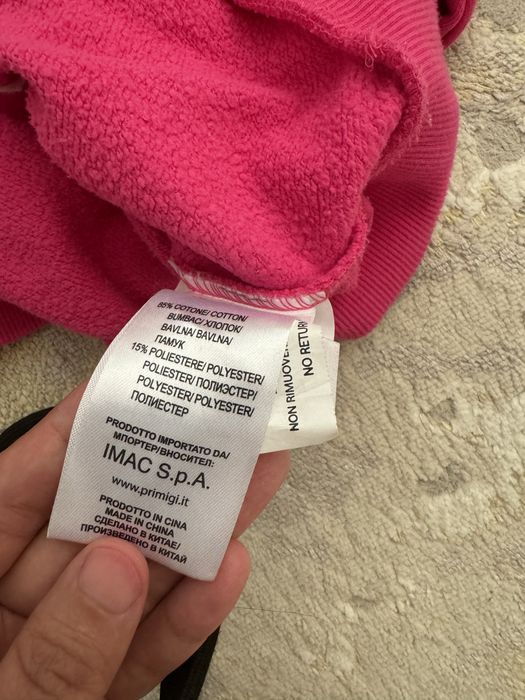 85% COTONE/ COTTON/
BUMBAC/ ХЛОПОК/
BAVLNA/ BAVLNA/
ПАМУК
15% POLIESTERE/ POLYESTER/
POLIESTER/ ПОЛИЭСТЕР/
POLYESTER/ POLYESTER/
ПОЛИЕСТЕР
PRODOTTO IMPORTATO DA/
МПОРТЕР/ВНОСИТЕЛ:
IMAC S.p.A.
www.primigi.it
PRODOTTO IN CINA
MADE IN CHINA
СДЕЛАНО В КИТАЕ/
ПРОИЗВЕДЕНО В КИТАЙ
NON RIMUOVE
NO RETUR